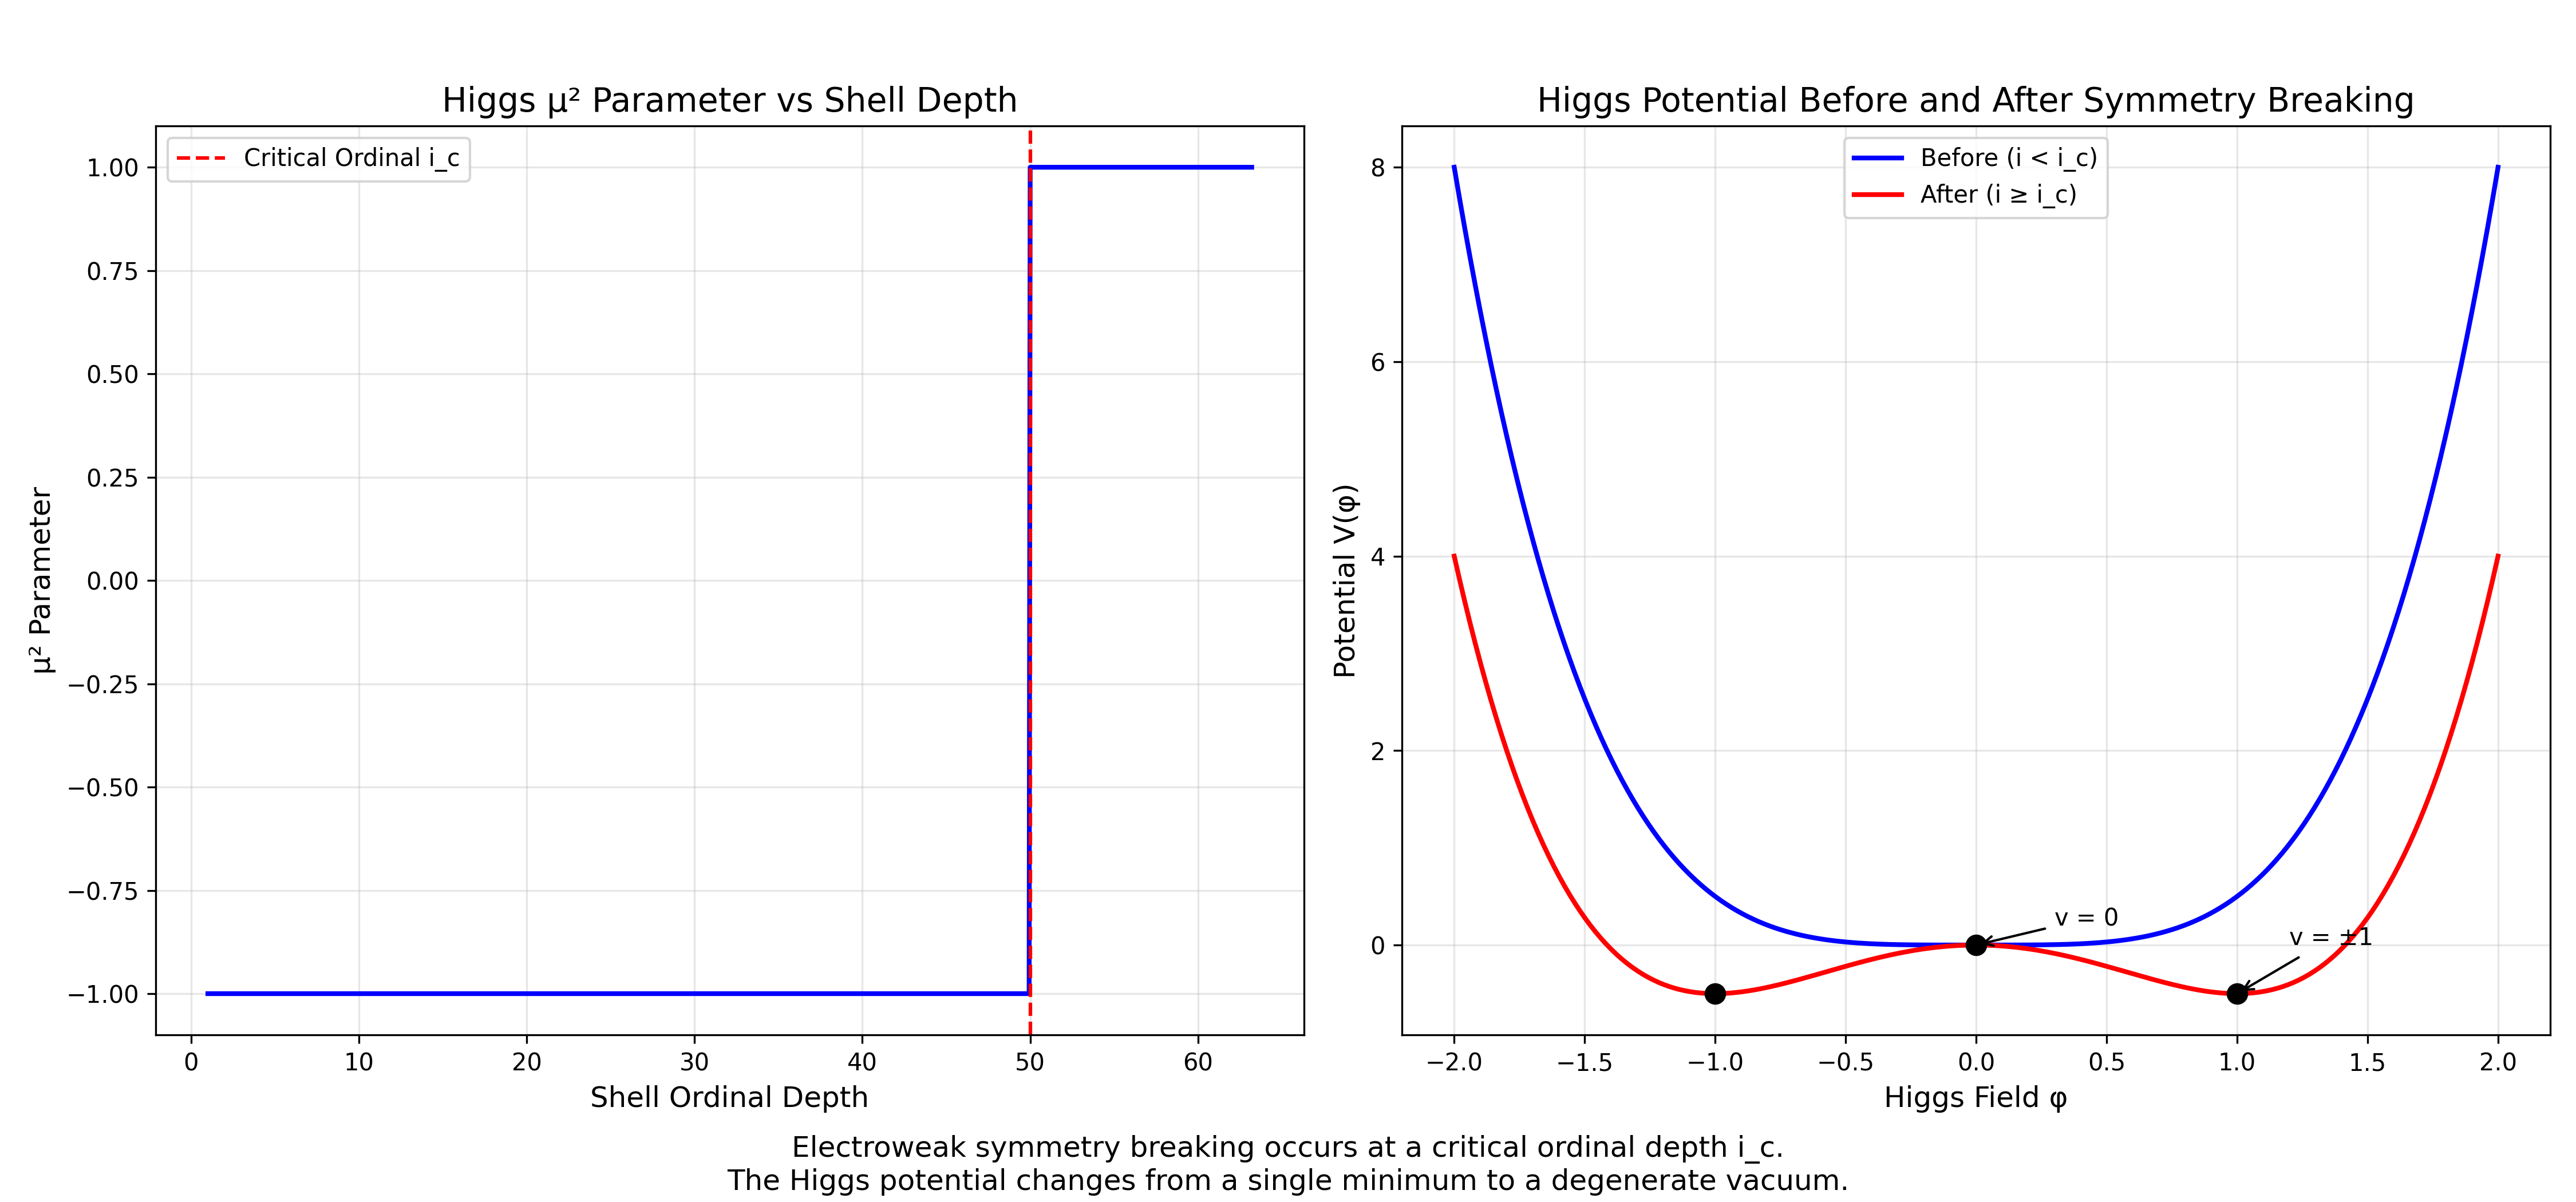 Higgs µ² Parameter vs Shell Depth
Critical Ordinal i_c
µ² Parameter
1.00
0.75
0.50
0.25
0.00
−0.25
−0.50
−0.75
−1.00
0 10 20 30 40 50 60
Shell Ordinal Depth
Higgs Potential Before and After Symmetry Breaking
Before (i < i_c)
After (i ≥ i_c)
Potential V(φ)
8
6
4
2
0
v = 0
v = ±1
−2.0 −1.5 −1.0 −0.5 0.0 0.5 1.0 1.5 2.0
Higgs Field φ
Electroweak symmetry breaking occurs at a critical ordinal depth i_c.
The Higgs potential changes from a single minimum to a degenerate vacuum.